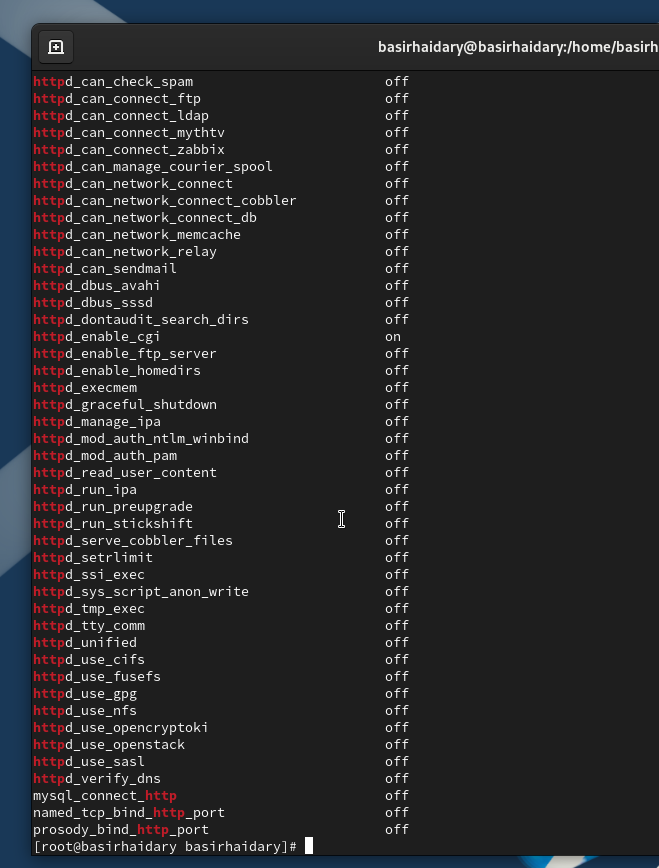 basirhaidary@basirhaidary:/home/basirh
httpd_can_check_spam off
httpd_can_connect_ftp off
httpd_can_connect_ldap off
httpd_can_connect_mythtv off
httpd_can_connect_zabbix off
httpd_can_manage_courier_spool off
httpd_can_network_connect off
httpd_can_network_connect_cobbler off
httpd_can_network_connect_db off
httpd_can_network_memcache off
httpd_can_network_relay off
httpd_can_sendmail off
httpd_dbus_avahi off
httpd_dbus_sssd off
httpd_dontaudit_search_dirs off
httpd_enable_cgi on
httpd_enable_ftp_server off
httpd_enable_homedirs off
httpd_execmem off
httpd_graceful_shutdown off
httpd_manage_ipa off
httpd_mod_auth_ntlm_winbind off
httpd_mod_auth_pam off
httpd_read_user_content off
httpd_run_ipa off
httpd_run_preupgrade off
httpd_run_stickshift off
httpd_serve_cobbler_files off
httpd_setrlimit off
httpd_ssi_exec off
httpd_sys_script_anon_write off
httpd_tmp_exec off
httpd_tty_comm off
httpd_unified off
httpd_use_cifs off
httpd_use_fusefs off
httpd_use_gpg off
httpd_use_nfs off
httpd_use_opencryptoki off
httpd_use_openstack off
httpd_use_sasl off
httpd_verify_dns off
mysql_connect_http off
named_tcp_bind_http_port off
prosody_bind_http_port off
[root@basirhaidary basirhaidary]#